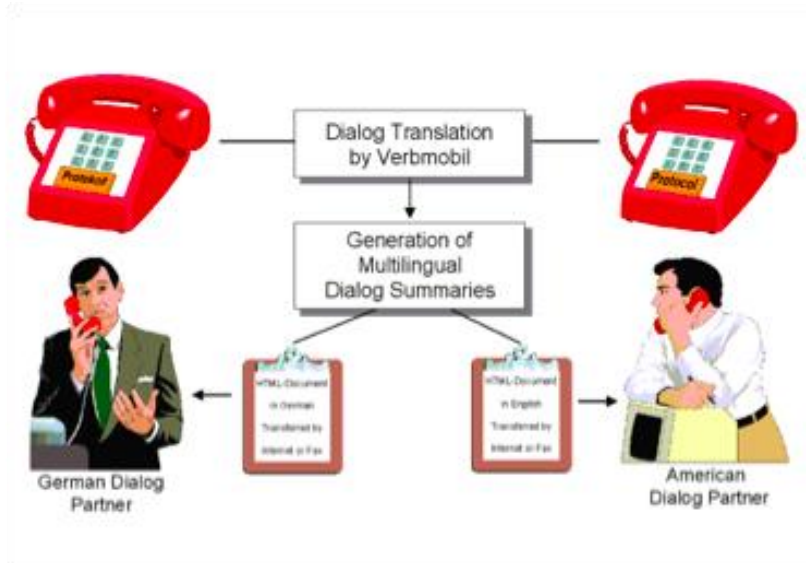 Dialog Translation
by Verbmobil
Protokoll
Protocol
Generation of
Multilingual
Dialog Summaries
HTML-Document
in German
Transferred by
Internet or Fax
HTML-Document
in English
Transferred by
Internet or Fax
German Dialog
Partner
American
Dialog Partner